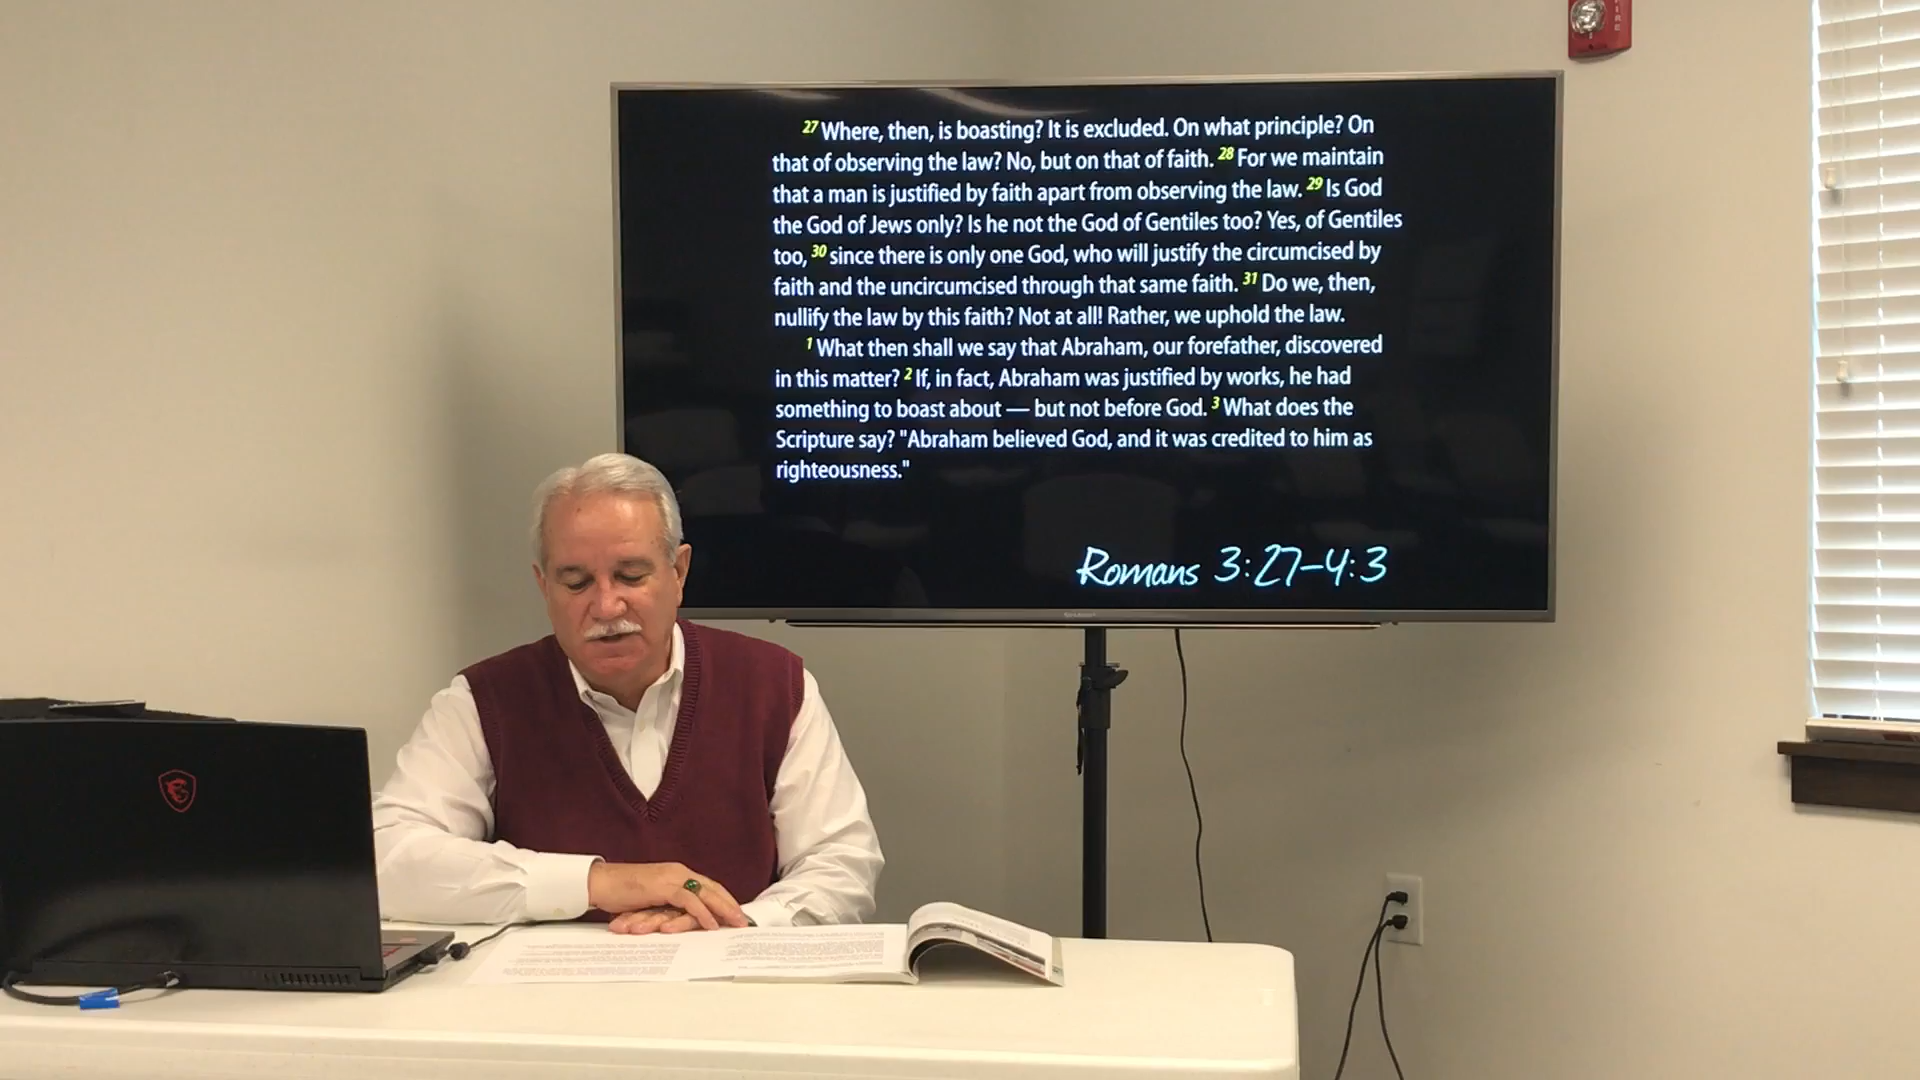 27 Where, then, is boasting? It is excluded. On what principle? On
that of observing the law? No, but on that of faith. 28 For we maintain
that a man is justified by faith apart from observing the law. 29 Is God
the God of Jews only? Is he not the God of Gentiles too? Yes, of Gentiles
too, 30 since there is only one God, who will justify the circumcised by
faith and the uncircumcised through that same faith. 31 Do we, then,
nullify the law by this faith? Not at all! Rather, we uphold the law.
1 What then shall we say that Abraham, our forefather, discovered
in this matter? 2 If, in fact, Abraham was justified by works, he had
something to boast about — but not before God. 3 What does the
Scripture say? "Abraham believed God, and it was credited to him as
righteousness."
Romans 3:27–4:3
FIRE